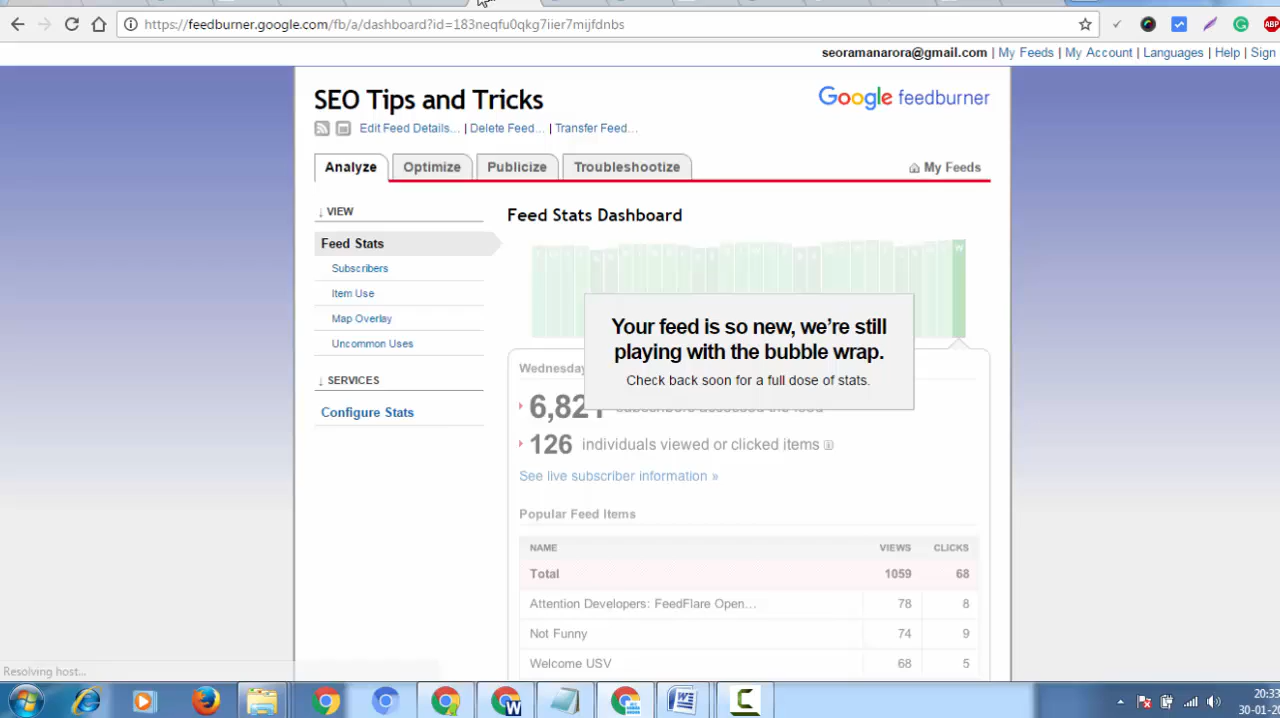 https://feedburner.google.com/fb/a/dashboard?id=183neqfu0qkg7iier7mijfdnbs
ABP
seoramanarora@gmail.com | My Feeds | My Account | Languages | Help | Sign
SEO Tips and Tricks
Google feedburner
Edit Feed Details... | Delete Feed... | Transfer Feed...
Analyze Optimize Publicize Troubleshootize My Feeds
↓ VIEW
Feed Stats
Subscribers
Item Use
Map Overlay
Uncommon Uses
↓ SERVICES
Configure Stats
Feed Stats Dashboard
W
Your feed is so new, we're still
playing with the bubble wrap.
Check back soon for a full dose of stats.
Wednesday
126 individuals viewed or clicked items
See live subscriber information »
Popular Feed Items
NAME VIEWS CLICKS
Total 1059 68
Attention Developers: FeedFlare Open... 78 8
Not Funny 74 9
Welcome USV 68 5
Resolving host...
20:33
30-01-20